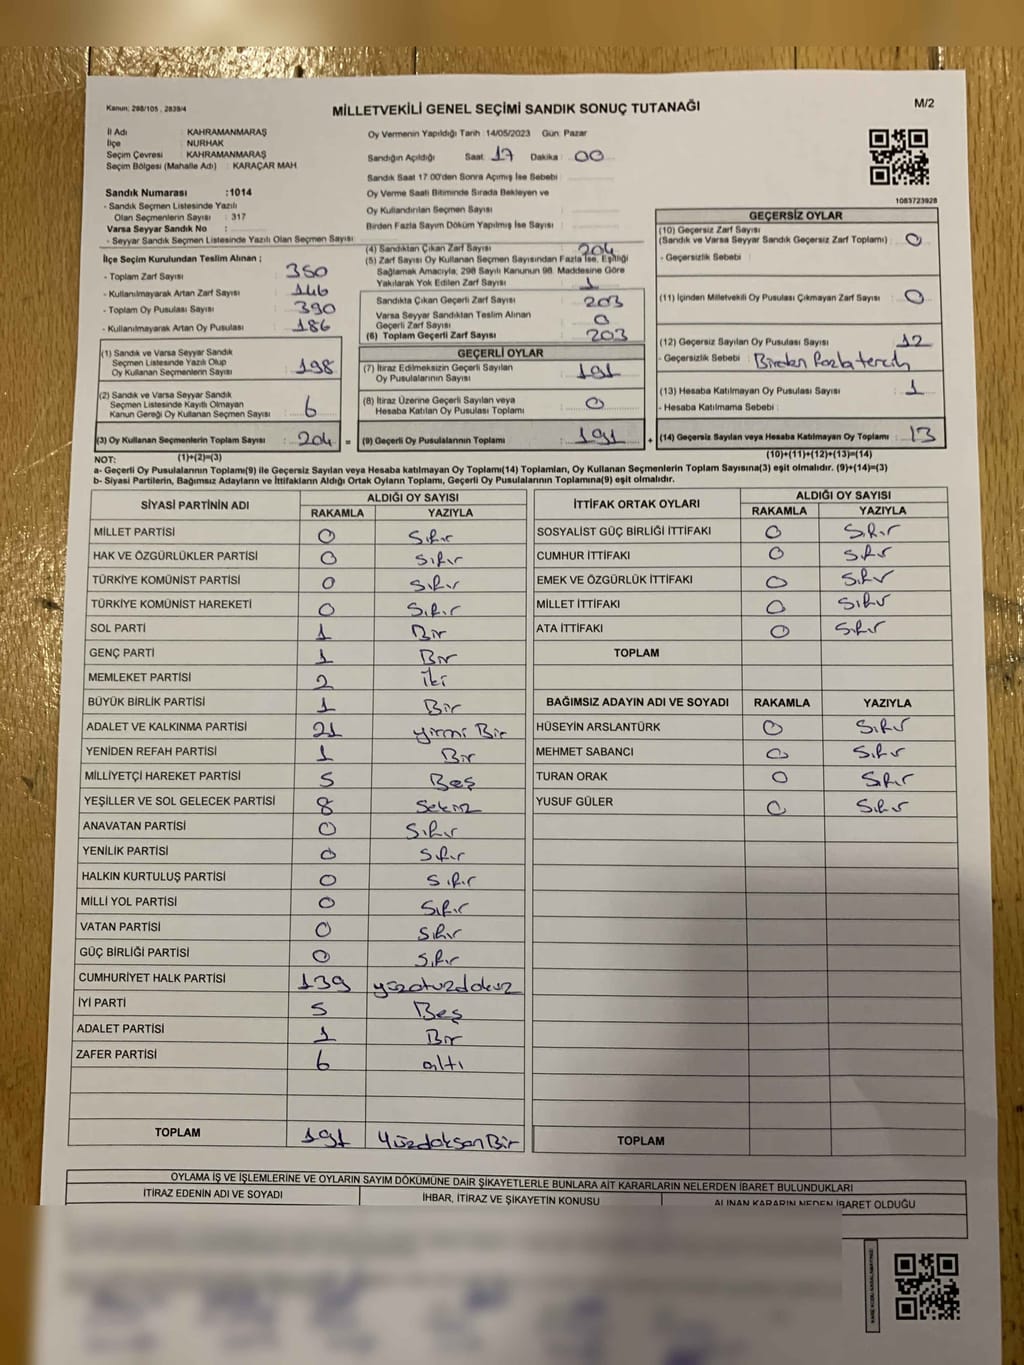 Kanun: 298/105 , 2839/4
MİLLETVEKİLİ GENEL SEÇİMİ SANDIK SONUÇ TUTANAĞI
M/2
İl Adı KAHRAMANMARAŞ
İlçe NURHAK
Seçim Çevresi KAHRAMANMARAŞ
Seçim Bölgesi (Mahalle Adı) : KARAÇAR MAH
Oy Vermenin Yapıldığı Tarih :14/05/2023 Gün: Pazar
Sandığın Açıldığı Saat: 17 Dakika : 00
Sandık Saat 17:00'den Sonra Açmış İse Sebebi :
Oy Verme Saati Bitiminde Sırada Bekleyen ve
Oy Kullandırılan Seçmen Sayısı
Birden Fazla Sayım Döküm Yapılmış İse Sayısı
1083723928
Sandık Numarası :1014
- Sandık Seçmen Listesinde Yazılı
Olan Seçmenlerin Sayısı : 317
Varsa Seyyar Sandık No :
- Seyyar Sandık Seçmen Listesinde Yazılı Olan Seçmen Sayısı :
İlçe Seçim Kurulundan Teslim Alınan ;
- Toplam Zarf Sayısı : 350
- Kullanılmayarak Artan Zarf Sayısı : 146
- Toplam Oy Pusulası Sayısı : 390
- Kullanılmayarak Artan Oy Pusulası : 186
(1) Sandık ve Varsa Seyyar Sandık
Seçmen Listesinde Yazılı Olup
Oy Kullanan Seçmenlerin Sayısı : 198
(2) Sandık ve Varsa Seyyar Sandık
Seçmen Listesinde Kayıtlı Olmayan
Kanun Gereği Oy Kullanan Seçmen Sayısı : 6
(3) Oy Kullanan Seçmenlerin Toplam Sayısı : 204 =
(1)+(2)=(3)
(4) Sandıktan Çıkan Zarf Sayısı : 204
(5) Zarf Sayısı Oy Kullanan Seçmen Sayısından Fazla İse, Eşitliği
Sağlamak Amacıyla, 298 Sayılı Kanunun 98. Maddesine Göre
Yakılarak Yok Edilen Zarf Sayısı : 1
Sandıkta Çıkan Geçerli Zarf Sayısı : 203
Varsa Seyyar Sandıktan Teslim Alınan
Geçerli Zarf Sayısı : 0
(6) Toplam Geçerli Zarf Sayısı : 203
GEÇERLİ OYLAR
(7) İtiraz Edilmeksizin Geçerli Sayılan
Oy Pusulalarının Sayısı : 191
(8) İtiraz Üzerine Geçerli Sayılan veya
Hesaba Katılan Oy Pusulası Toplamı : 0
(9) Geçerli Oy Pusulalarının Toplamı : 191 +
GEÇERSİZ OYLAR
(10) Geçersiz Zarf Sayısı
(Sandık ve Varsa Seyyar Sandık Geçersiz Zarf Toplamı) : 0
- Geçersizlik Sebebi :
(11) İçinden Milletvekili Oy Pusulası Çıkmayan Zarf Sayısı : 0
(12) Geçersiz Sayılan Oy Pusulası Sayısı : 12
- Geçersizlik Sebebi : Birden fazla tercih
(13) Hesaba Katılmayan Oy Pusulası Sayısı : 1
- Hesaba Katılmama Sebebi :
(14) Geçersiz Sayılan veya Hesaba Katılmayan Oy Toplamı : 13
(10)+(11)+(12)+(13)=(14)
NOT:
a- Geçerli Oy Pusulalarının Toplamı(9) ile Geçersiz Sayılan veya Hesaba katılmayan Oy Toplamı(14) Toplamları, Oy Kullanan Seçmenlerin Toplam Sayısına(3) eşit olmalıdır. (9)+(14)=(3)
b- Siyasi Partilerin, Bağımsız Adayların ve İttifakların Aldığı Oyların Toplamı, Geçerli Oy Pusulalarının Toplamına(9) eşit olmalıdır.
SİYASİ PARTİNİN ADI ALDIĞI OY SAYISI
RAKAMLA YAZIYLA
MİLLET PARTİSİ 0 Sıfır
HAK VE ÖZGÜRLÜKLER PARTİSİ 0 Sıfır
TÜRKİYE KOMÜNİST PARTİSİ 0 Sıfır
TÜRKİYE KOMÜNİST HAREKETİ 0 Sıfır
SOL PARTİ 1 Bir
GENÇ PARTİ 1 Bir
MEMLEKET PARTİSİ 2 İki
BÜYÜK BİRLİK PARTİSİ 1 Bir
ADALET VE KALKINMA PARTİSİ 21 yirmi Bir
YENİDEN REFAH PARTİSİ 1 Bir
MİLLİYETÇİ HAREKET PARTİSİ 5 Beş
YEŞİLLER VE SOL GELECEK PARTİSİ 8 Sekiz
ANAVATAN PARTİSİ 0 Sıfır
YENİLİK PARTİSİ 0 Sıfır
HALKIN KURTULUŞ PARTİSİ 0 Sıfır
MİLLİ YOL PARTİSİ 0 Sıfır
VATAN PARTİSİ 0 Sıfır
GÜÇ BİRLİĞİ PARTİSİ 0 Sıfır
CUMHURİYET HALK PARTİSİ 139 yüzotuzdokuz
İYİ PARTİ 5 Beş
ADALET PARTİSİ 1 Bir
ZAFER PARTİSİ 6 altı
TOPLAM 191 Yüzdoksan Bir
İTTİFAK ORTAK OYLARI ALDIĞI OY SAYISI
RAKAMLA YAZIYLA
SOSYALİST GÜÇ BİRLİĞİ İTTİFAKI 0 Sıfır
CUMHUR İTTİFAKI 0 Sıfır
EMEK VE ÖZGÜRLÜK İTTİFAKI 0 Sıfır
MİLLET İTTİFAKI 0 Sıfır
ATA İTTİFAKI 0 Sıfır
TOPLAM
BAĞIMSIZ ADAYIN ADI VE SOYADI RAKAMLA YAZIYLA
HÜSEYİN ARSLANTÜRK 0 Sıfır
MEHMET SABANCI 0 Sıfır
TURAN ORAK 0 Sıfır
YUSUF GÜLER 0 Sıfır
TOPLAM
OYLAMA İŞ VE İŞLEMLERİNE VE OYLARIN SAYIM DÖKÜMÜNE DAİR ŞİKAYETLERLE BUNLARA AİT KARARLARIN NELERDEN İBARET BULUNDUKLARI
İTİRAZ EDENİN ADI VE SOYADI İHBAR, İTİRAZ VE ŞİKAYETİN KONUSU ALINAN KARARIN NEDEN İBARET OLDUĞU